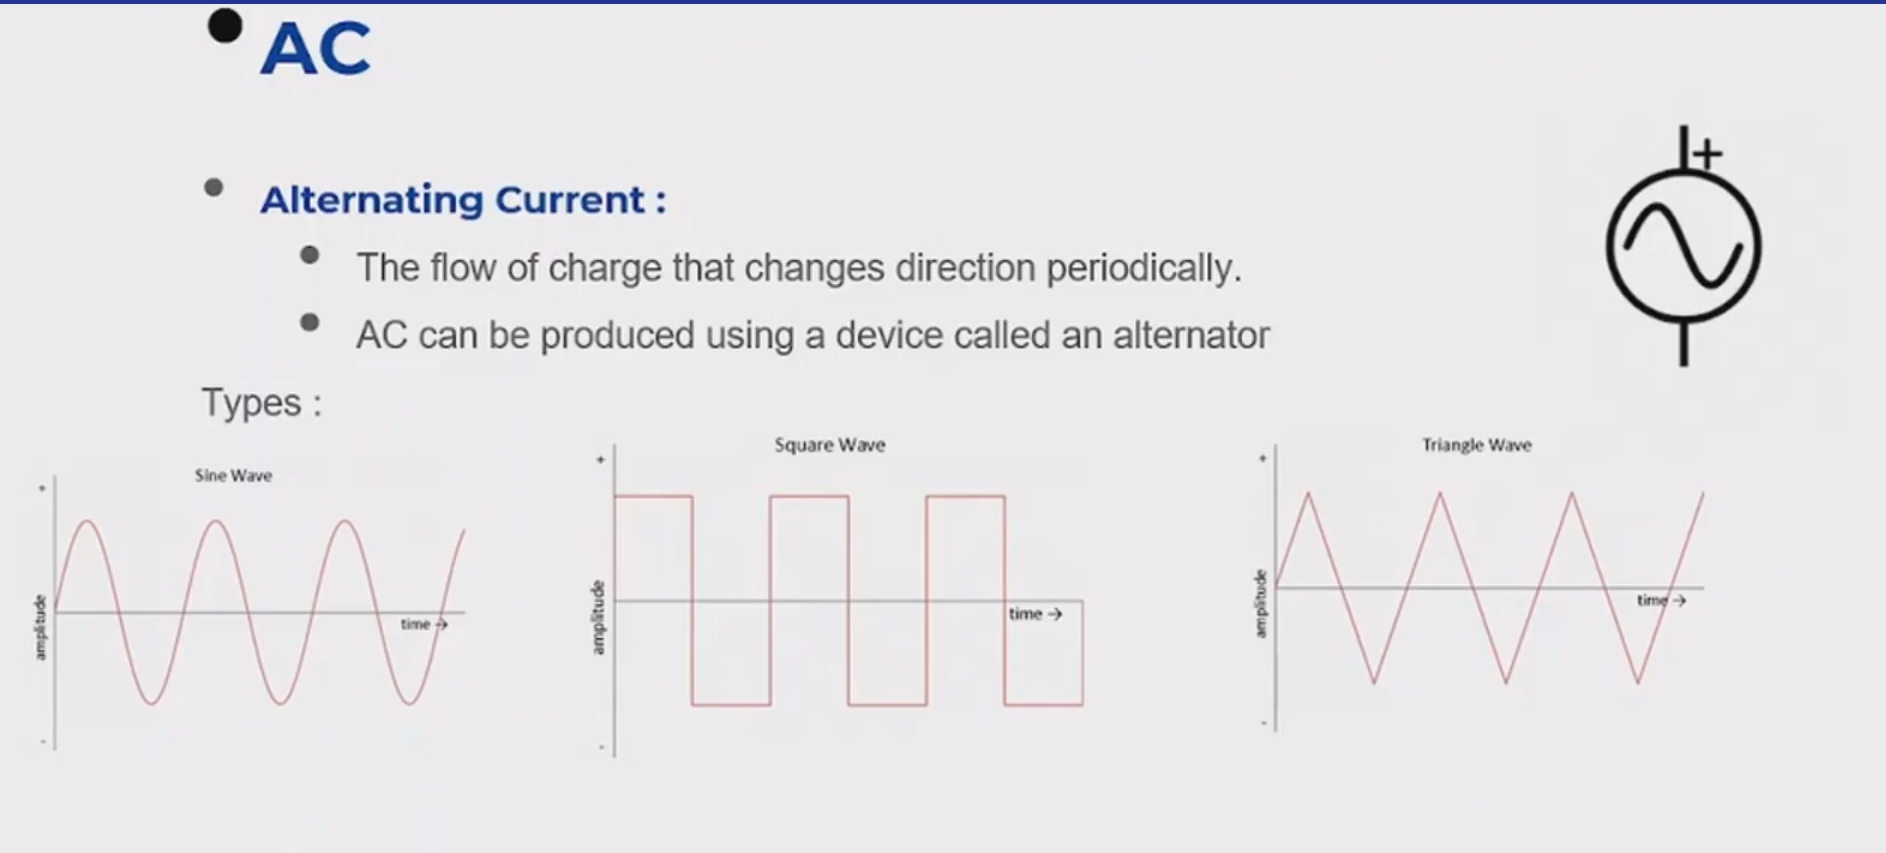 AC
Alternating Current :
The flow of charge that changes direction periodically.
AC can be produced using a device called an alternator
Types :
Sine Wave
+
amplitude
time →
-
Square Wave
+
amplitude
time →
-
Triangle Wave
+
amplitude
time →
-
+